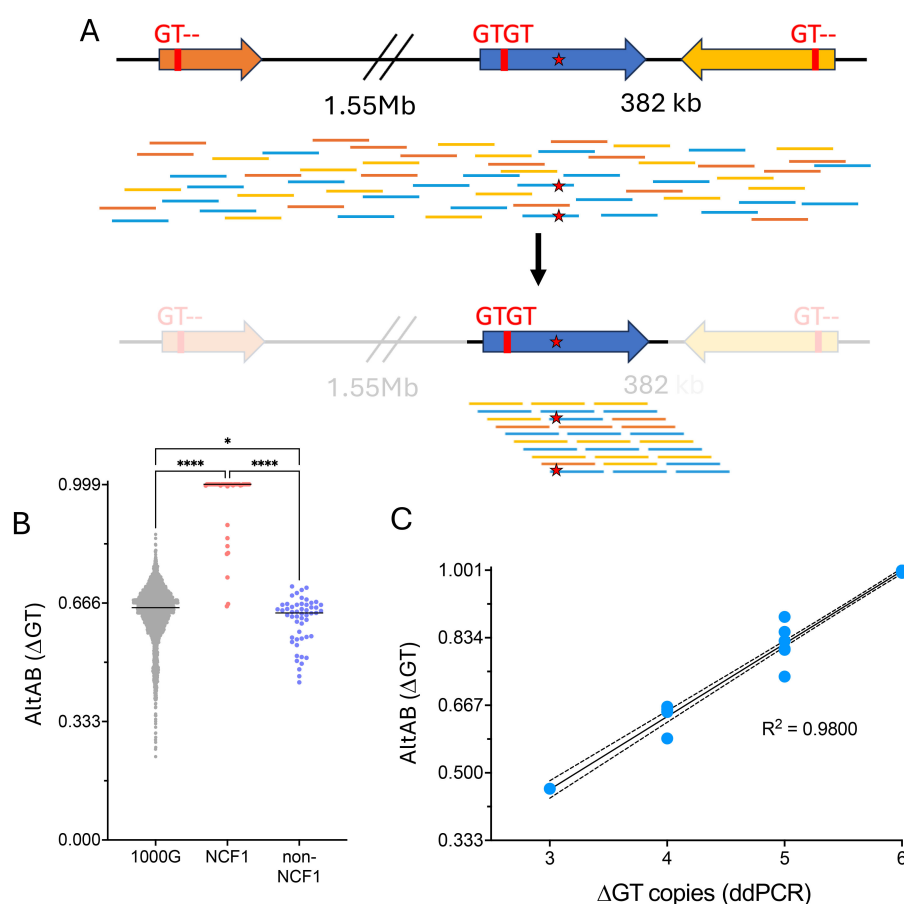 A
GT-- GTGT GT--
1.55Mb 382 kb
GT-- GTGT GT--
1.55Mb 382 kb
B
AltAB (ΔGT)
0.999
0.666
0.333
0.000
*
**** ****
1000G NCF1 non-
NCF1
C
AltAB (ΔGT)
1.001
0.834
0.667
0.500
0.333
R² = 0.9800
3 4 5 6
ΔGT copies (ddPCR)